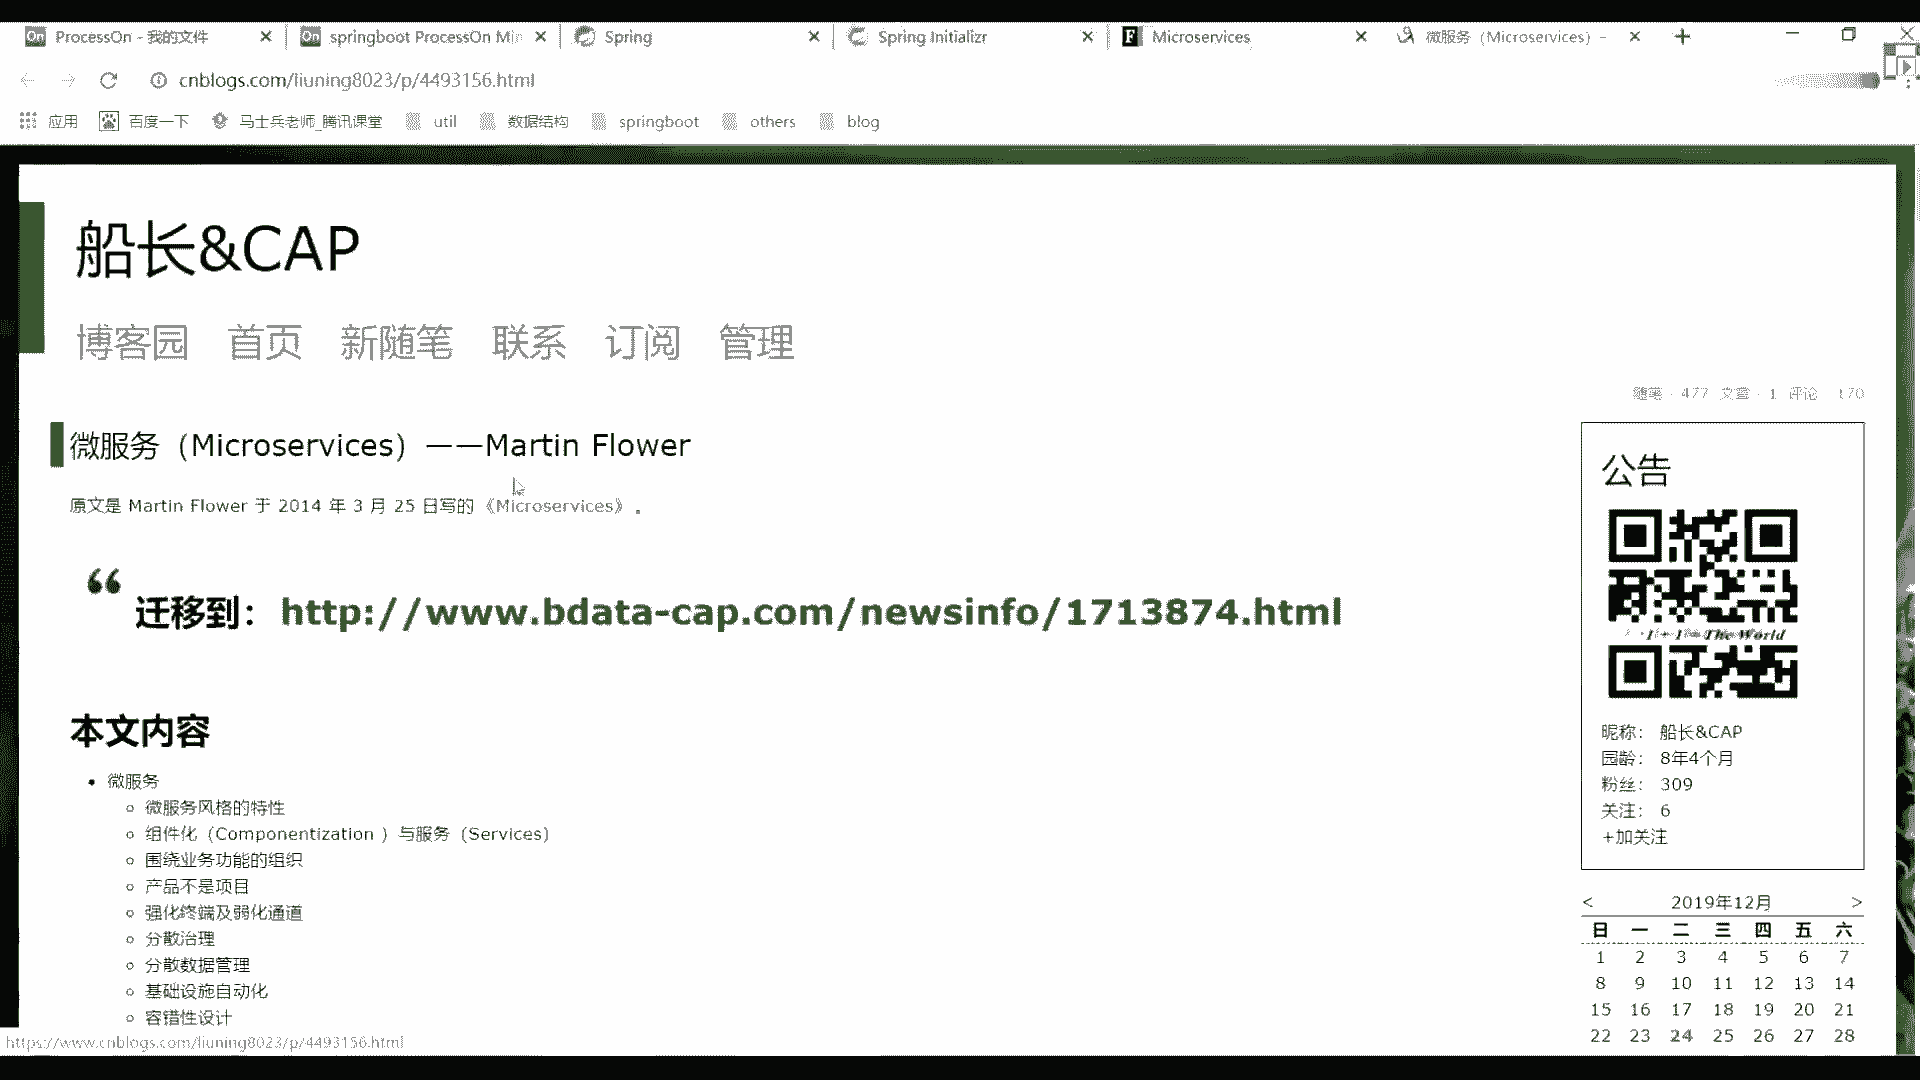 ProcessOn - 我的文件
springboot ProcessOn Min
Spring
Spring Initializr
Microservices
微服务（Microservices）-
cnblogs.com/liuning8023/p/4493156.html
应用 百度一下 马士兵老师_腾讯课堂 util 数据结构 springboot others blog
船长&CAP
博客园 首页 新随笔 联系 订阅 管理
随笔 - 477 文章 - 1 评论 - 170
微服务（Microservices）——Martin Flower
原文是 Martin Flower 于 2014 年 3 月 25 日写的《Microservices》。
“ 迁移到：http://www.bdata-cap.com/newsinfo/1713874.html
本文内容
微服务
微服务风格的特性
组件化（Componentization ）与服务（Services）
围绕业务功能的组织
产品不是项目
强化终端及弱化通道
分散治理
分散数据管理
基础设施自动化
容错性设计
公告
The World
昵称： 船长&CAP
园龄： 8年4个月
粉丝： 309
关注： 6
+加关注
< 2019年12月 >
日 一 二 三 四 五 六
1 2 3 4 5 6 7
8 9 10 11 12 13 14
15 16 17 18 19 20 21
22 23 24 25 26 27 28
https://www.cnblogs.com/liuning8023/p/4493156.html